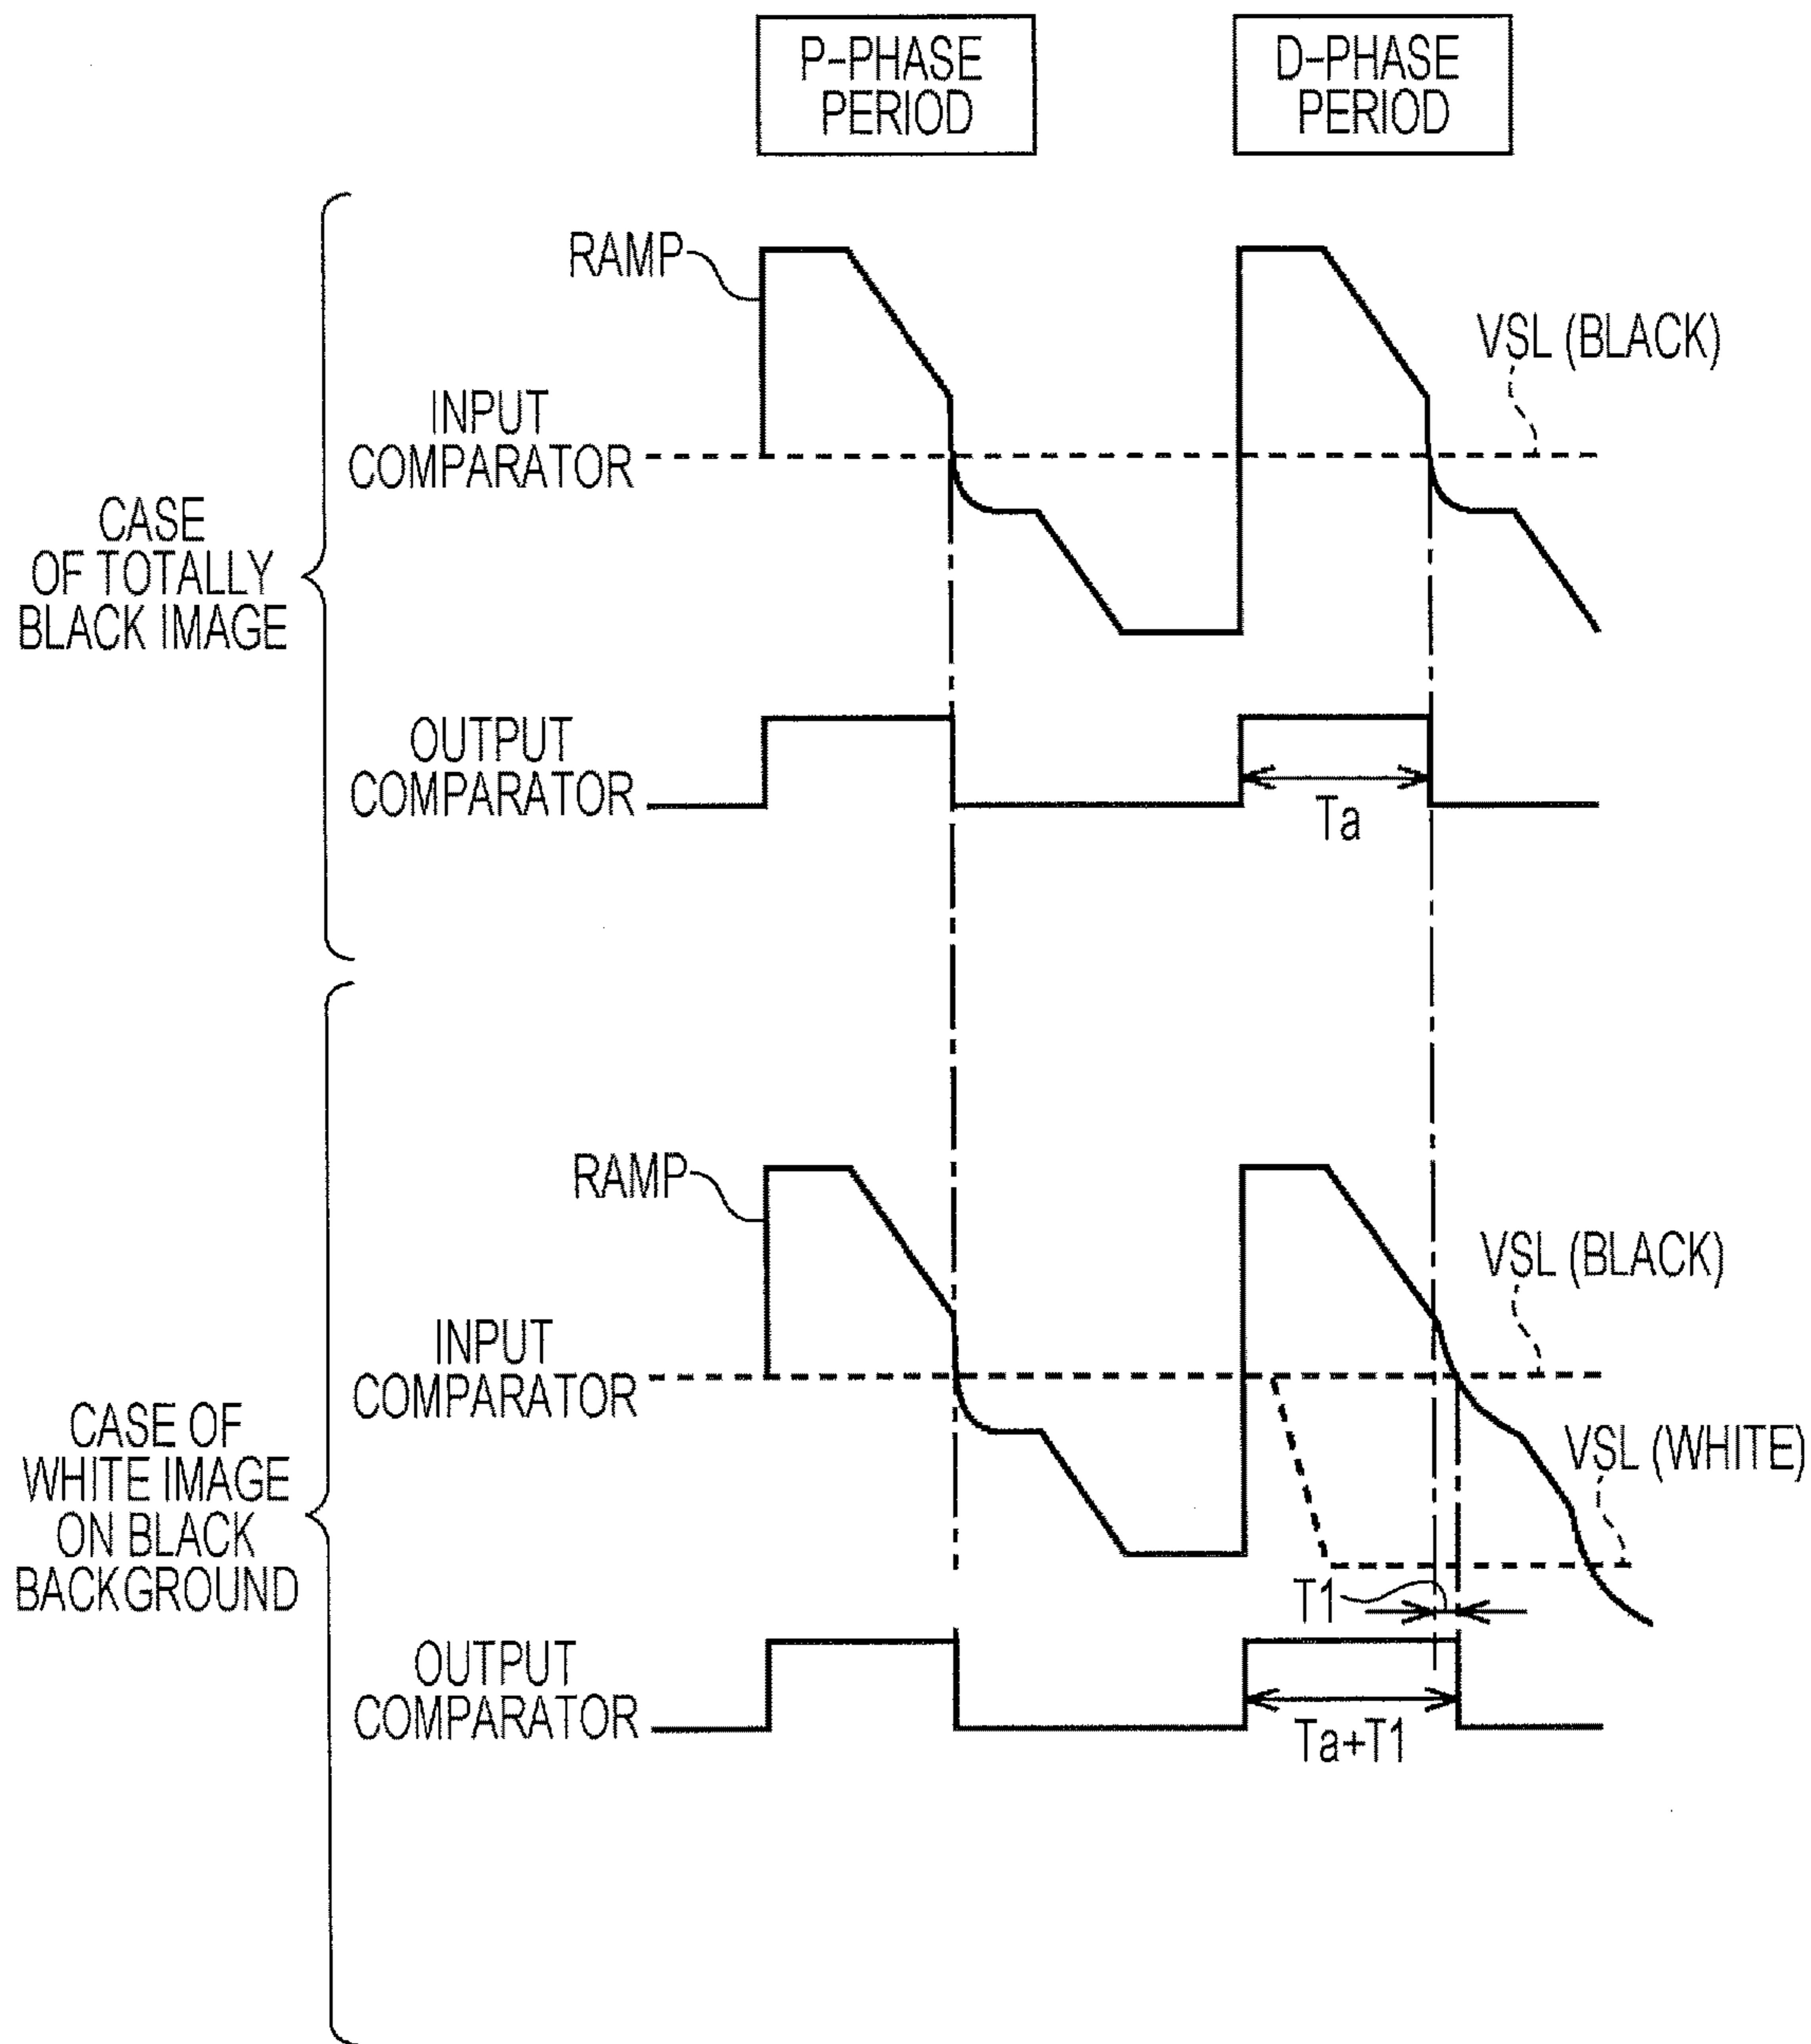 P-PHASE
PERIOD
D-PHASE
PERIOD
CASE
OF TOTALLY
BLACK IMAGE
RAMP
VSL (BLACK)
INPUT
COMPARATOR
OUTPUT
COMPARATOR
Ta
CASE OF
WHITE IMAGE
ON BLACK
BACKGROUND
RAMP
VSL (BLACK)
INPUT
COMPARATOR
VSL (WHITE)
T1
OUTPUT
COMPARATOR
Ta+T1